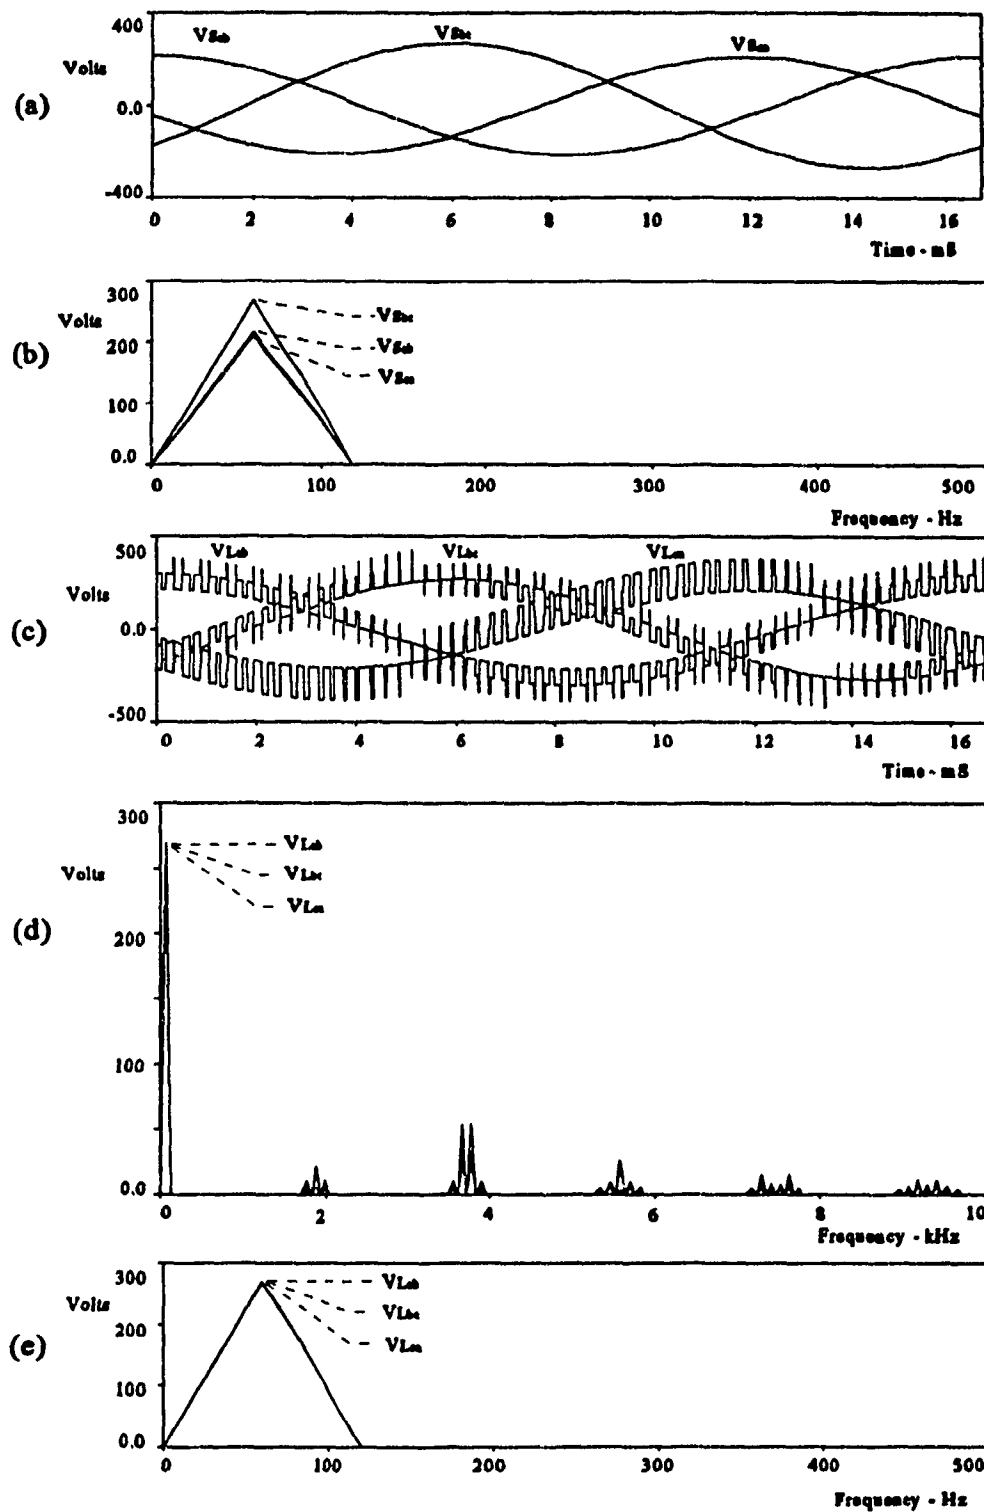 (a)
Volts
400
0.0
-400
VSab
VSbc
VSca
0 2 4 6 8 10 12 14 16
Time - mS
(b)
Volts
300
200
100
0.0
VSbc
VSab
VSca
0 100 200 300 400 500
Frequency - Hz
(c)
Volts
500
0.0
-500
VLab
VLbc
VLca
0 2 4 6 8 10 12 14 16
Time - mS
(d)
Volts
300
200
100
0.0
VLab
VLbc
VLca
2 4 6 8 10
Frequency - kHz
(e)
Volts
300
200
100
0.0
VLab
VLbc
VLca
0 100 200 300 400 500
Frequency - Hz